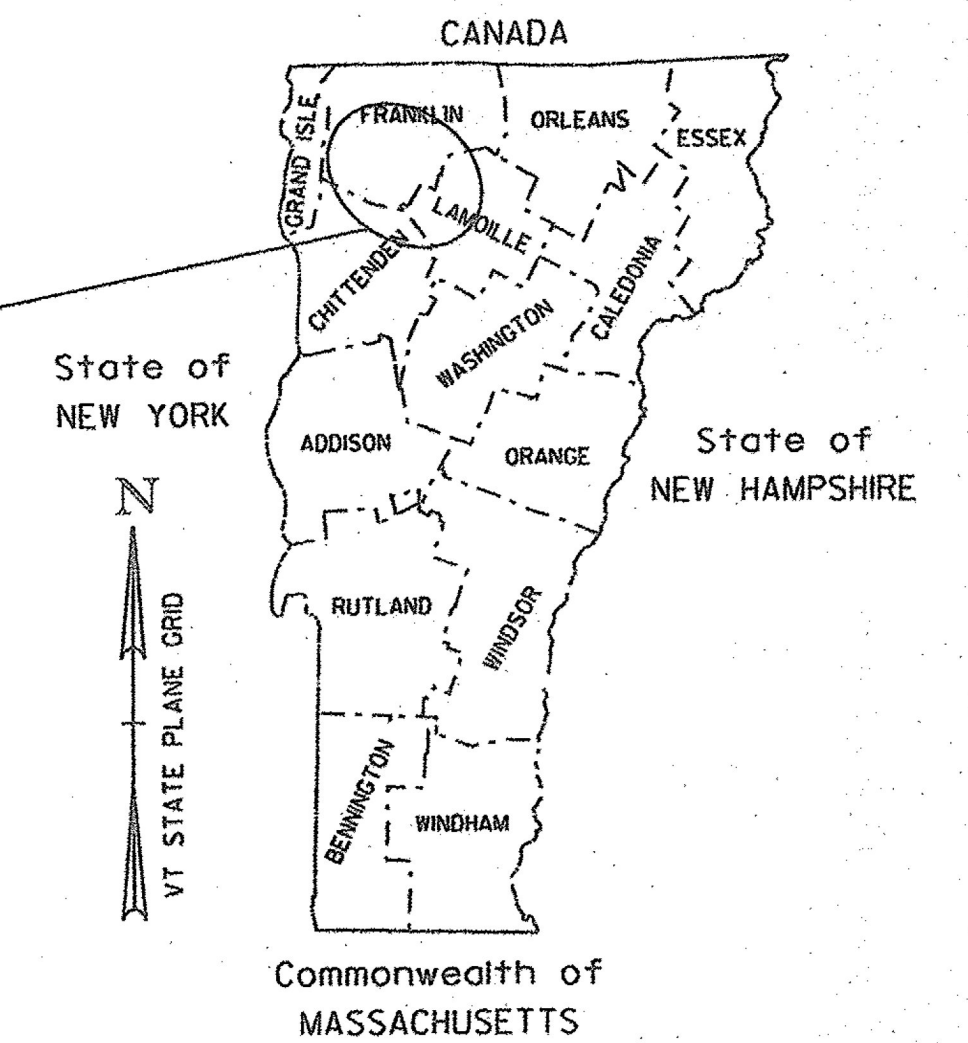 CANADA
GRAND ISLE
FRANKLIN
ORLEANS
ESSEX
LAMOILLE
CHITTENDEN
CALEDONIA
WASHINGTON
State of
NEW YORK
ADDISON
ORANGE
State of
NEW HAMPSHIRE
N
VT STATE PLANE GRID
RUTLAND
WINDSOR
BENNINGTON
WINDHAM
Commonwealth of
MASSACHUSETTS